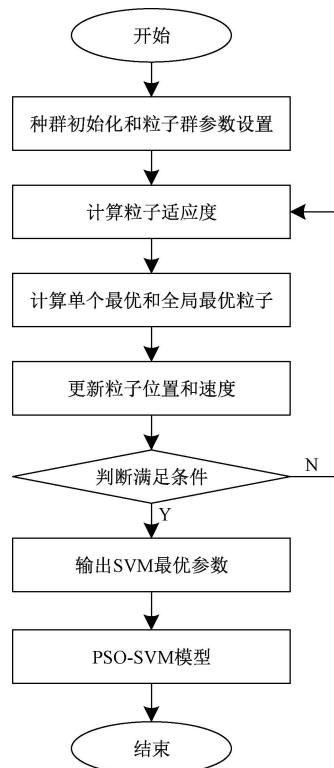 开始
种群初始化和粒子群参数设置
计算粒子适应度
计算单个最优和全局最优粒子
更新粒子位置和速度
判断满足条件
N
Y
输出SVM最优参数
PSO-SVM模型
结束